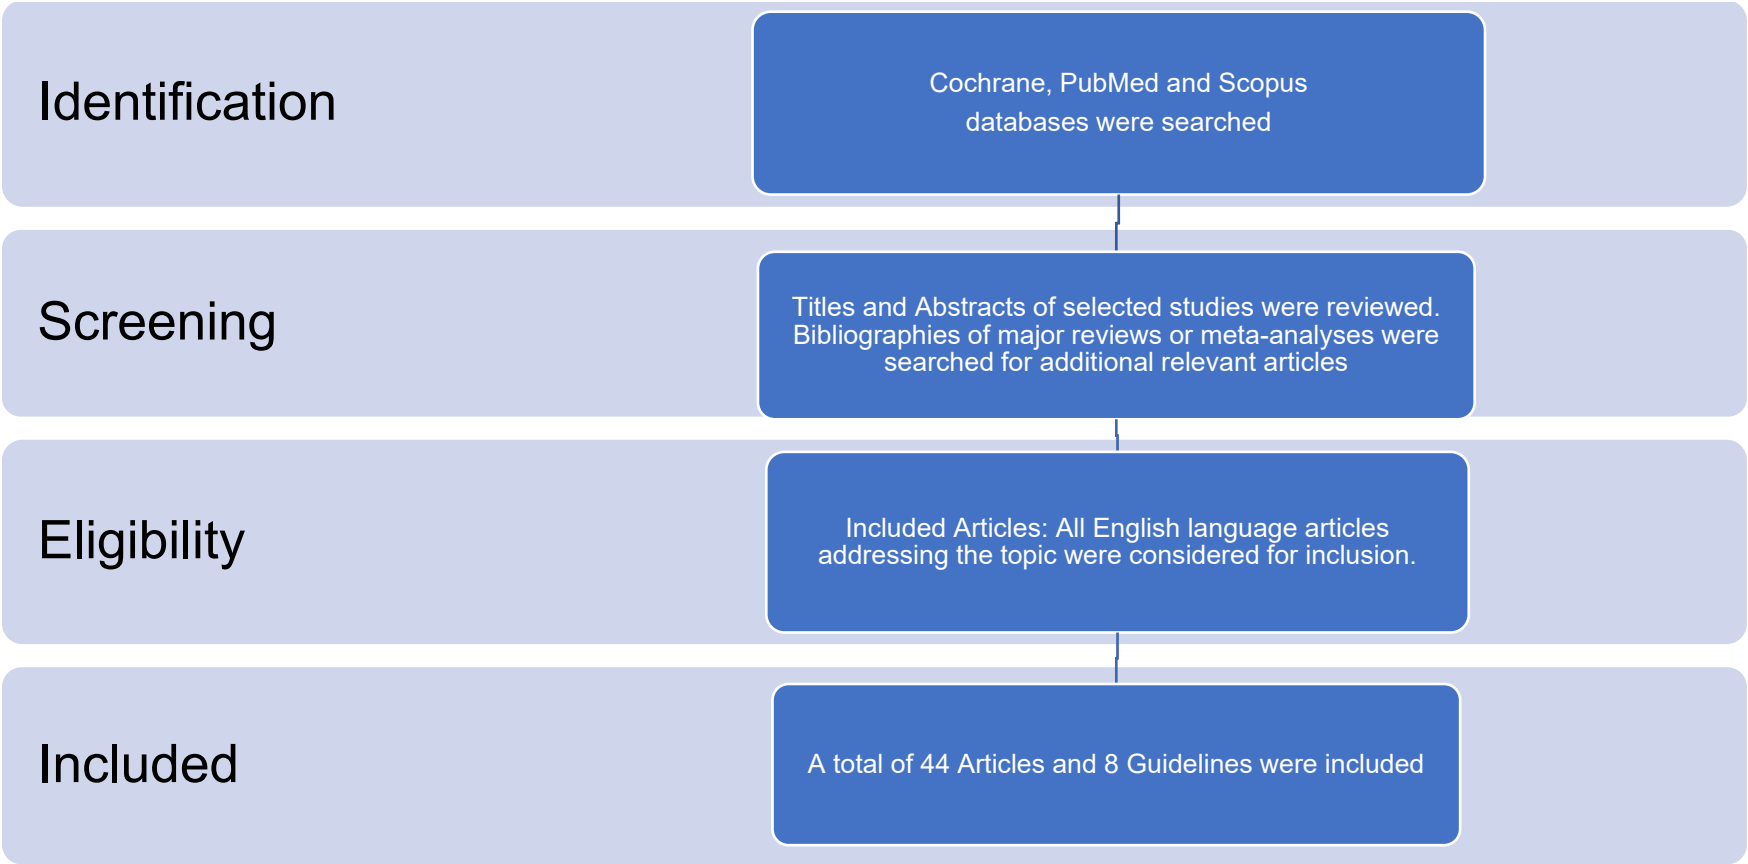 Identification
Cochrane, PubMed and Scopus
databases were searched
Screening
Titles and Abstracts of selected studies were reviewed.
Bibliographies of major reviews or meta-analyses were
searched for additional relevant articles
Eligibility
Included Articles: All English language articles
addressing the topic were considered for inclusion.
Included
A total of 44 Articles and 8 Guidelines were included